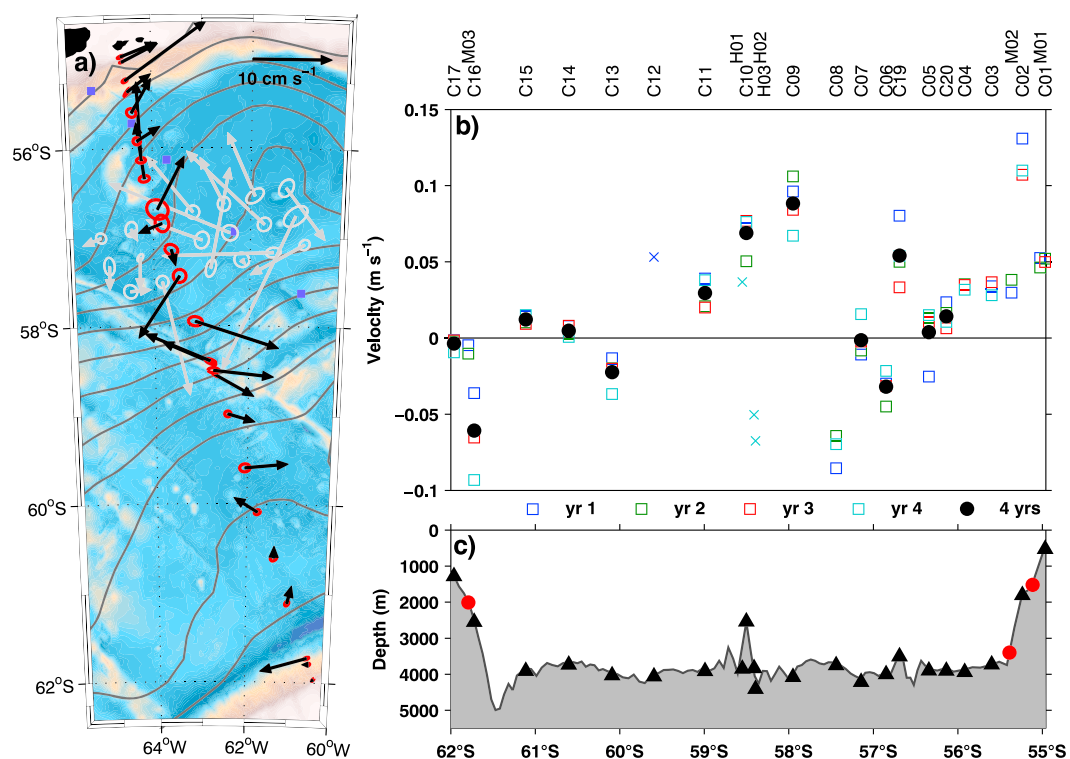 a)
10 cm s⁻¹
56°S
58°S
60°S
62°S
64°W
62°W
60°W
C17
C16
M03
C15
C14
C13
C12
C11
C10
H01
H03
H02
C09
C08
C07
C06
C19
C05
C20
C04
C03
C02
M02
C01
M01
b)
Velocity (m s⁻¹)
0.15
0.1
0.05
0
−0.05
−0.1
yr 1
yr 2
yr 3
yr 4
4 yrs
c)
Depth (m)
0
1000
2000
3000
4000
5000
62°S
61°S
60°S
59°S
58°S
57°S
56°S
55°S